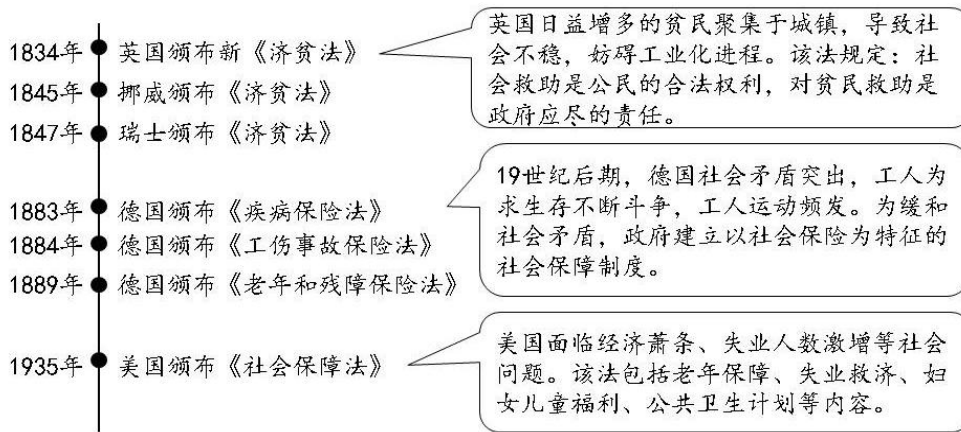 1834年 英国颁布新《济贫法》
英国日益增多的贫民聚集于城镇，导致社
会不稳，妨碍工业化进程。该法规定：社
会救助是公民的合法权利，对贫民救助是
政府应尽的责任。
1845年 挪威颁布《济贫法》
1847年 瑞士颁布《济贫法》
1883年 德国颁布《疾病保险法》
19世纪后期，德国社会矛盾突出，工人为
求生存不断斗争，工人运动频发。为缓和
社会矛盾，政府建立以社会保险为特征的
社会保障制度。
1884年 德国颁布《工伤事故保险法》
1889年 德国颁布《老年和残障保险法》
1935年 美国颁布《社会保障法》
美国面临经济萧条、失业人数激增等社会
问题。该法包括老年保障、失业救济、妇
女儿童福利、公共卫生计划等内容。